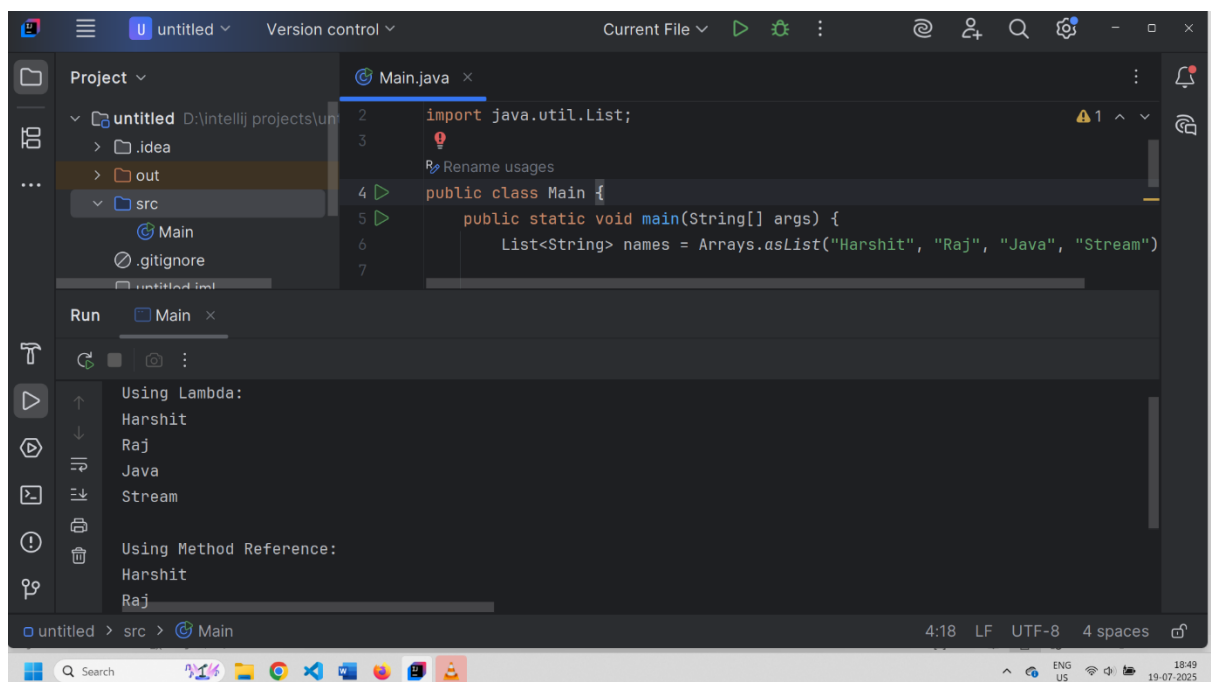 U untitled Version control Current File
Project
Main.java
untitled D:\intellij projects\un
.idea
out
src
Main
.gitignore
untitled.iml
2 import java.util.List;
3
Rename usages
4 public class Main {
5 public static void main(String[] args) {
6 List<String> names = Arrays.asList("Harshit", "Raj", "Java", "Stream")
7
1
Run Main
Using Lambda:
Harshit
Raj
Java
Stream
Using Method Reference:
Harshit
Raj
untitled > src > Main 4:18 LF UTF-8 4 spaces
Search ENG US 18:49
19-07-2025